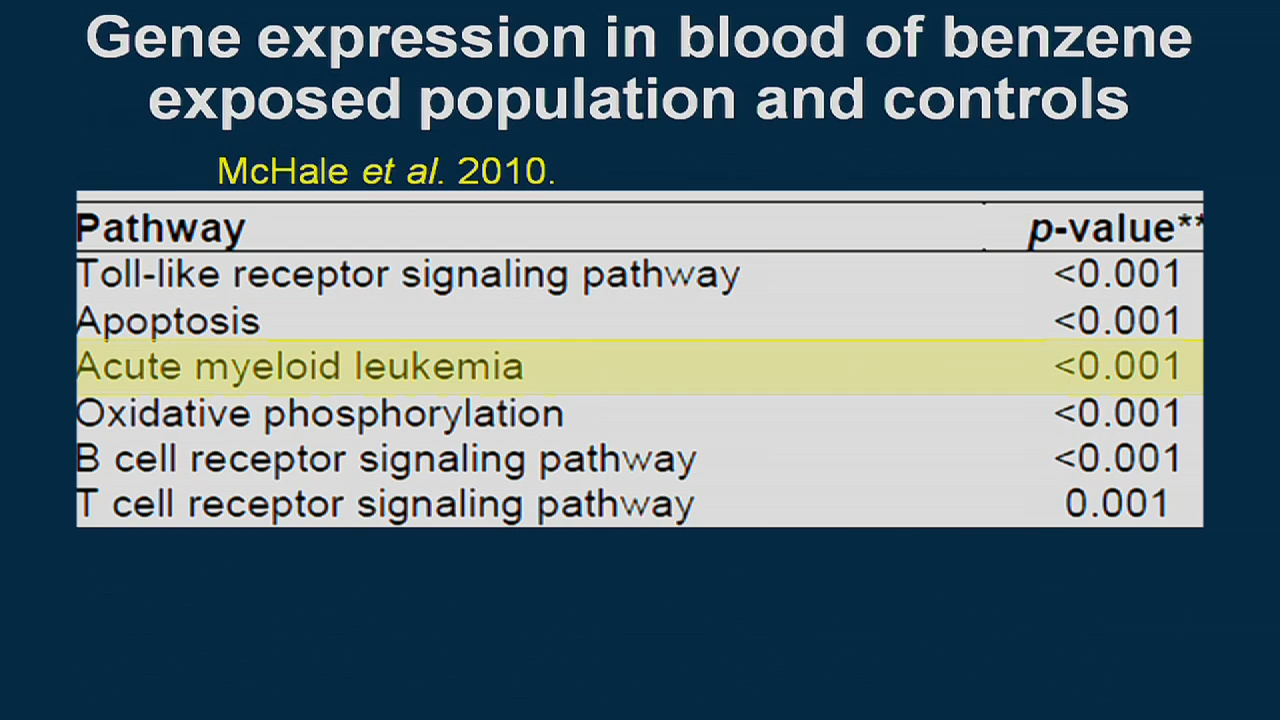 Gene expression in blood of benzene
exposed population and controls
McHale et al. 2010.
Pathway p-value**
Toll-like receptor signaling pathway <0.001
Apoptosis <0.001
Acute myeloid leukemia <0.001
Oxidative phosphorylation <0.001
B cell receptor signaling pathway <0.001
T cell receptor signaling pathway 0.001